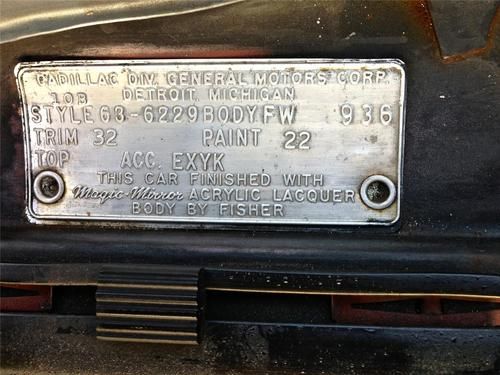 CADILLAC DIV. GENERAL MOTORS CORP.
DETROIT, MICHIGAN
10B
STYLE 63-6229 BODY FW 936
TRIM 32 PAINT 22
TOP ACC. EXYK
THIS CAR FINISHED WITH
Magic-Mirror ACRYLIC LACQUER
BODY BY FISHER